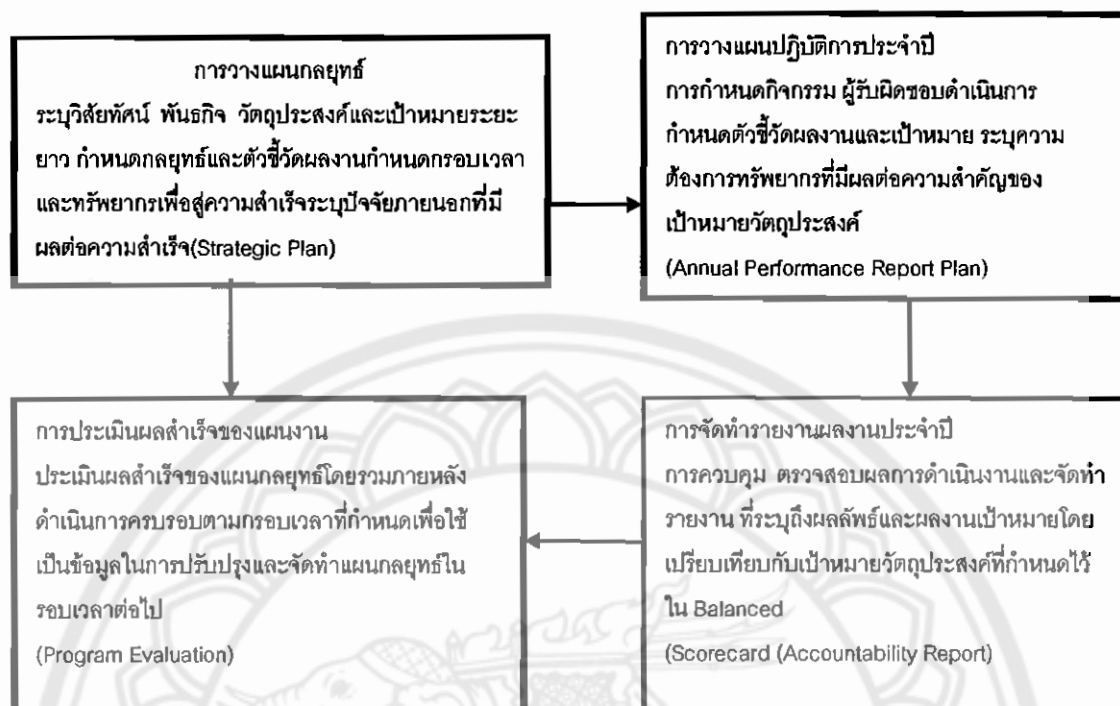 การวางแผนกลยุทธ์
ระบุวิสัยทัศน์ พันธกิจ วัตถุประสงค์และเป้าหมายระยะ
ยาว กำหนดกลยุทธ์และตัวชี้วัดผลงานกำหนดกรอบเวลา
และทรัพยากรเพื่อสู่ความสำเร็จระบุปัจจัยภายนอกที่มี
ผลต่อความสำเร็จ(Strategic Plan)
การวางแผนปฏิบัติการประจำปี
การกำหนดกิจกรรม ผู้รับผิดชอบดำเนินการ
กำหนดตัวชี้วัดผลงานและเป้าหมาย ระบุความ
ต้องการทรัพยากรที่มีผลต่อความสำคัญของ
เป้าหมายวัตถุประสงค์
(Annual Performance Report Plan)
การประเมินผลสำเร็จของแผนงาน
ประเมินผลสำเร็จของแผนกลยุทธ์โดยรวมภายหลัง
ดำเนินการครบรอบตามกรอบเวลาที่กำหนดเพื่อใช้
เป็นข้อมูลในการปรับปรุงและจัดทำแผนกลยุทธ์ใน
รอบเวลาต่อไป
(Program Evaluation)
การจัดทำรายงานผลงานประจำปี
การควบคุม ตรวจสอบผลการดำเนินงานและจัดทำ
รายงาน ที่ระบุถึงผลลัพธ์และผลงานเป้าหมายโดย
เปรียบเทียบกับเป้าหมายวัตถุประสงค์ที่กำหนดไว้
ใน Balanced
(Scorecard (Accountability Report)